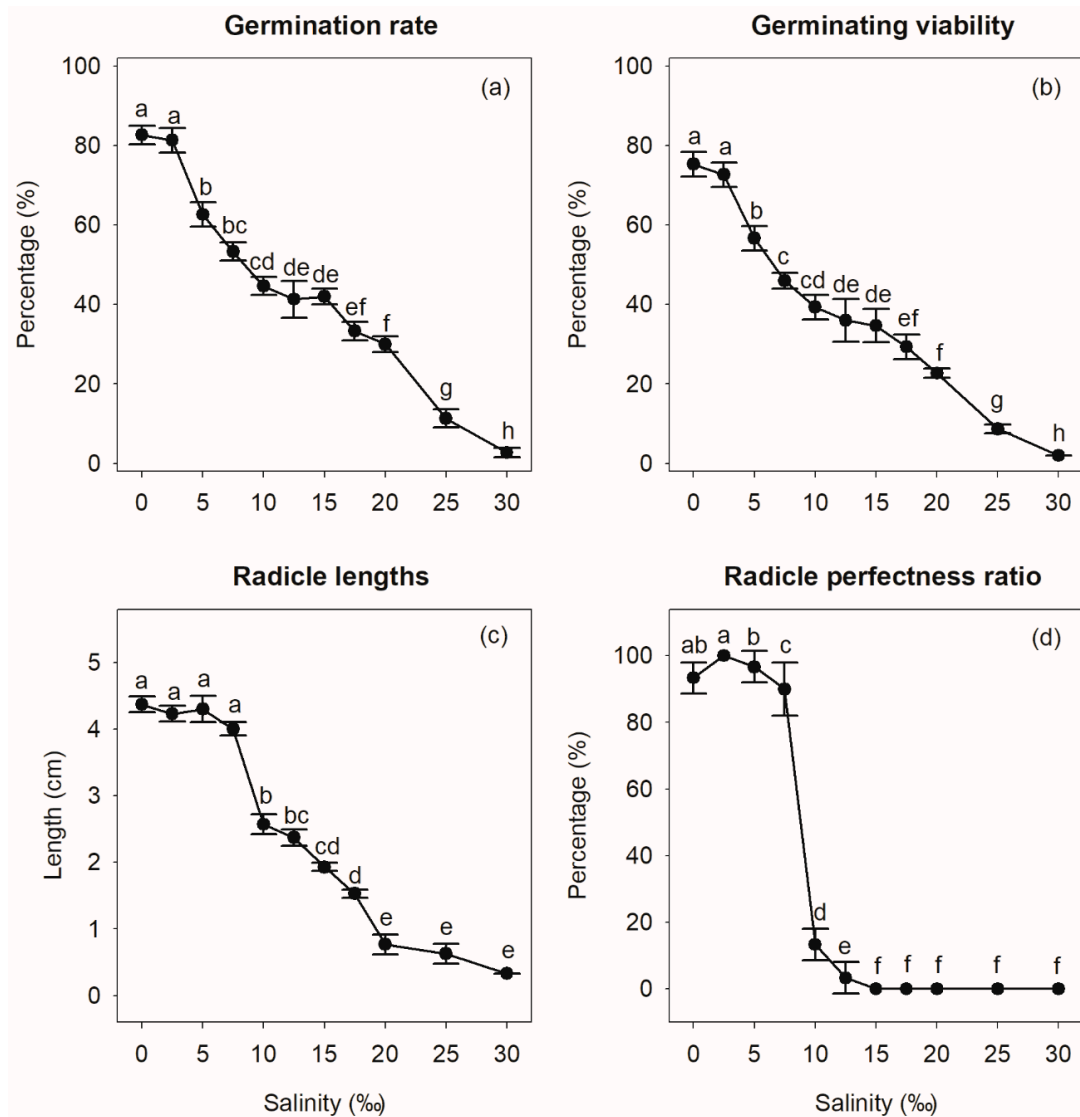 Germination rate
(a)
Percentage (%)
100
80
60
40
20
0
a a b bc cd de de ef f g h
0 5 10 15 20 25 30
Germinating viability
(b)
Percentage (%)
100
80
60
40
20
0
a a b c cd de de ef f g h
0 5 10 15 20 25 30
Radicle lengths
(c)
Length (cm)
5
4
3
2
1
0
a a a a b bc cd d e e e
0 5 10 15 20 25 30
Salinity (‰)
Radicle perfectness ratio
(d)
Percentage (%)
100
80
60
40
20
0
ab a b c d e f f f f f
0 5 10 15 20 25 30
Salinity (‰)